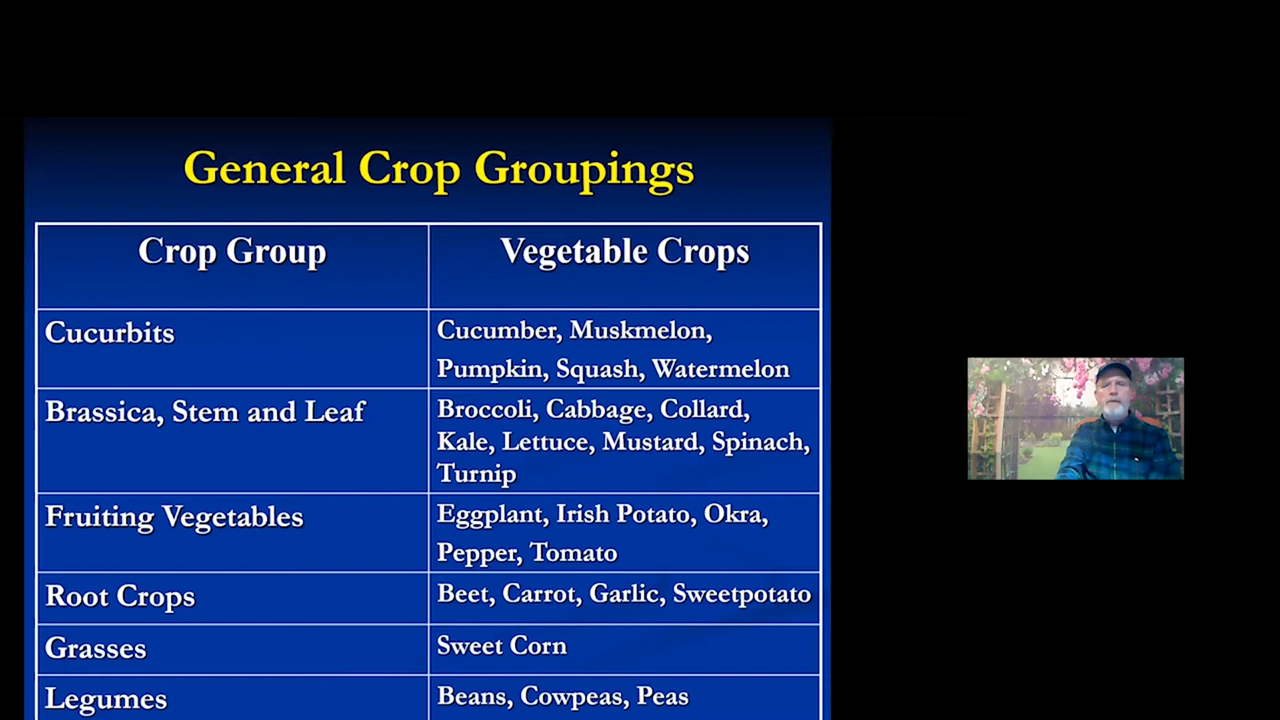 General Crop Groupings
Crop Group
Vegetable Crops
Cucurbits
Cucumber, Muskmelon,
Pumpkin, Squash, Watermelon
Brassica, Stem and Leaf
Broccoli, Cabbage, Collard,
Kale, Lettuce, Mustard, Spinach,
Turnip
Fruiting Vegetables
Eggplant, Irish Potato, Okra,
Pepper, Tomato
Root Crops
Beet, Carrot, Garlic, Sweetpotato
Grasses
Sweet Corn
Legumes
Beans, Cowpeas, Peas